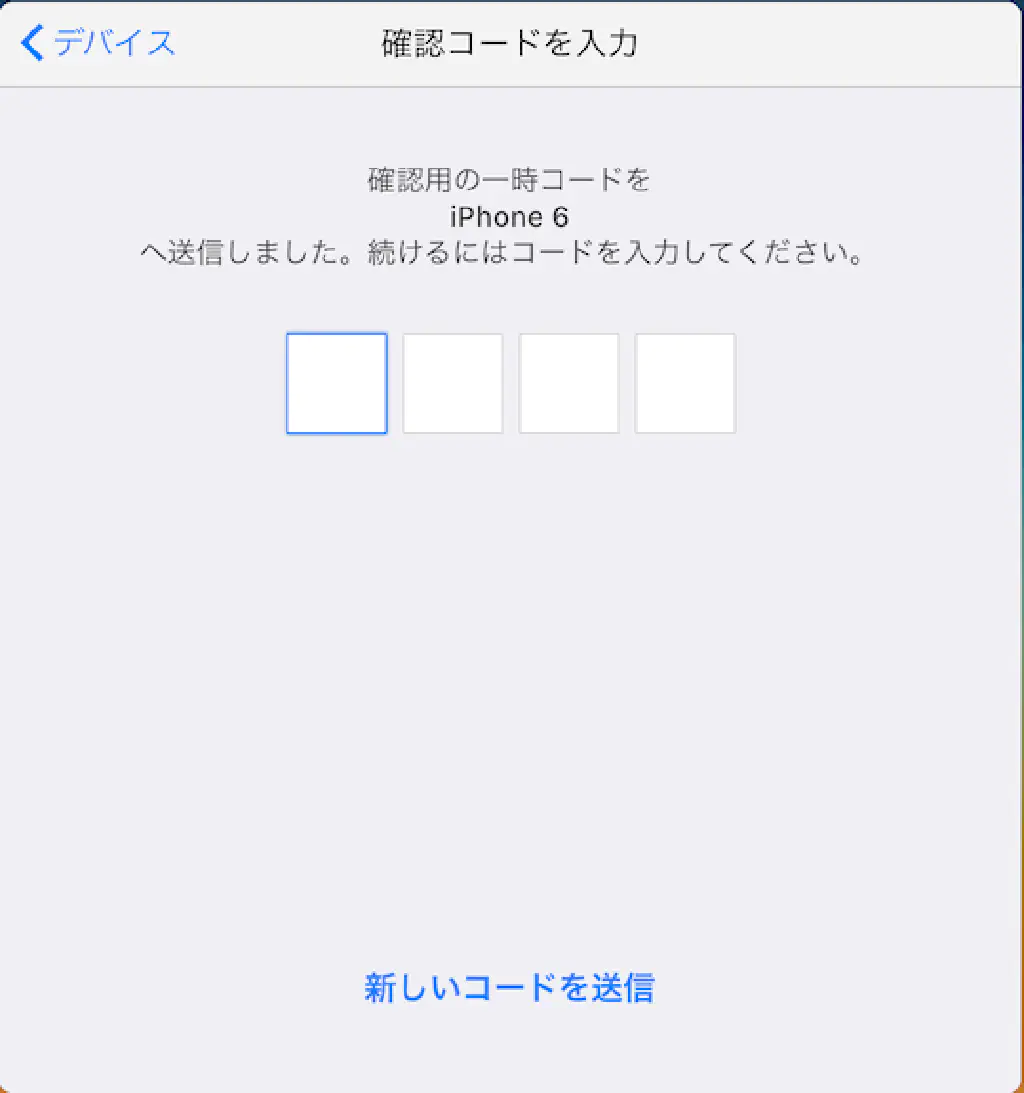 デバイス
確認コードを入力
確認用の一時コードを
iPhone 6
へ送信しました。続けるにはコードを入力してください。
新しいコードを送信